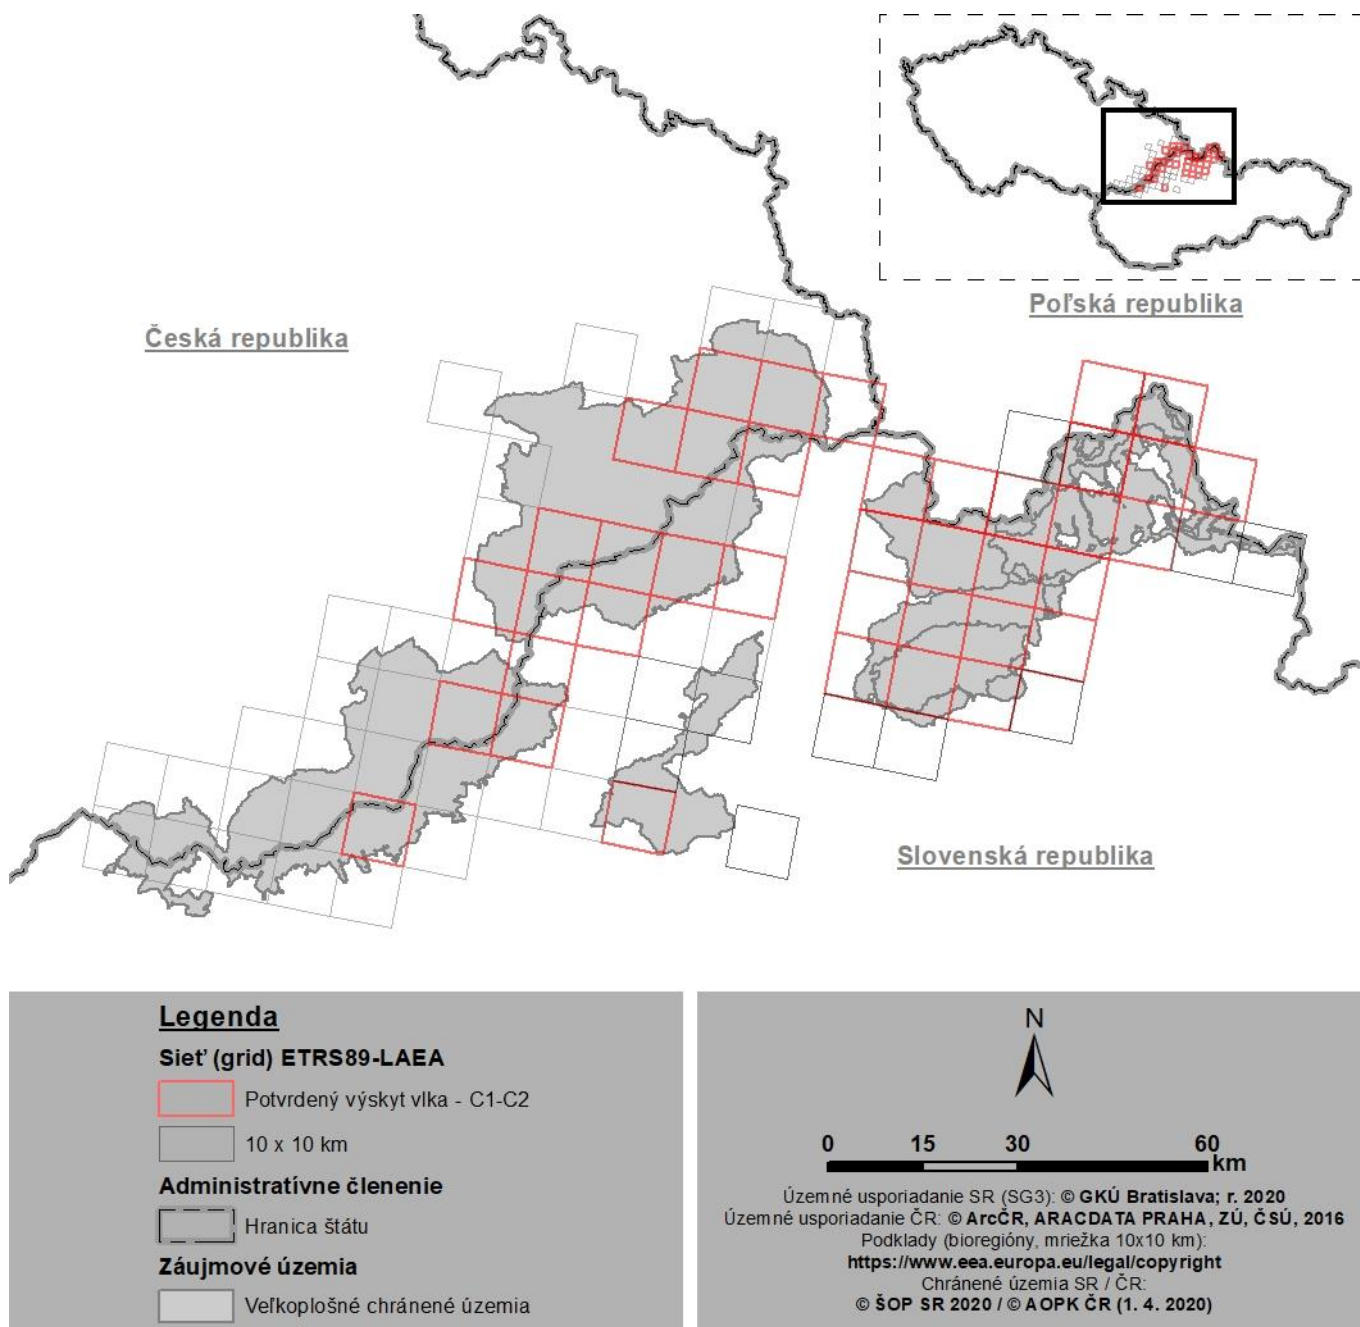 Česká republika
Poľská republika
Slovenská republika
Legenda
Sieť (grid) ETRS89-LAEA
Potvrdený výskyt vlka - C1-C2
10 x 10 km
Administratívne členenie
Hranica štátu
Záujmové územia
Veľkoplošné chránené územia
N
0 15 30 60
km
Územné usporiadanie SR (SG3): © GKÚ Bratislava; r. 2020
Územné usporiadanie ČR: © ArcČR, ARACDATA PRAHA, ZÚ, ČSÚ, 2016
Podklady (bioregióny, mriežka 10x10 km):
https://www.eea.europa.eu/legal/copyright
Chránené územia SR / ČR:
© ŠOP SR 2020 / © AOPK ČR (1. 4. 2020)